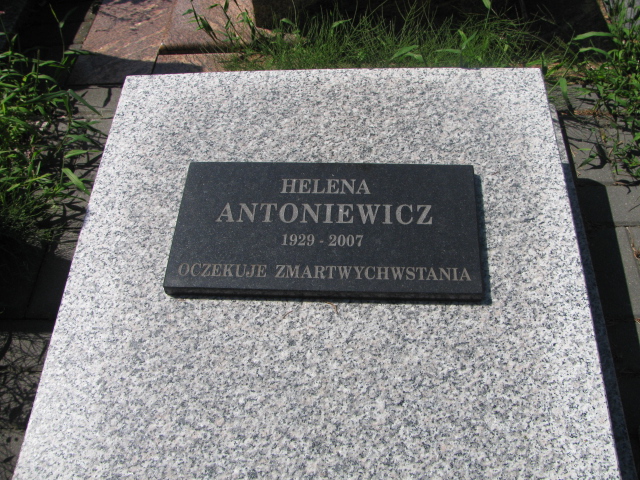 HELENA
ANTONIEWICZ
1929 - 2007
OCZEKUJE ZMARTWYCHWSTANIA